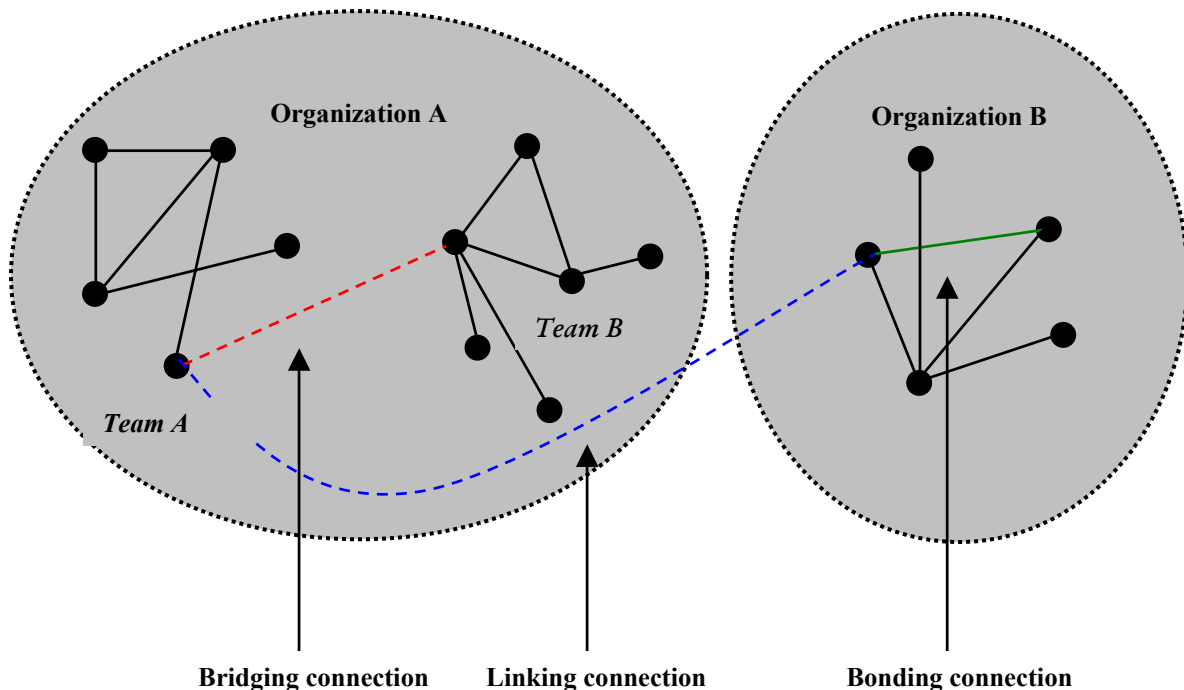 Organization A
Organization B
Team B
Team A
Bridging connection
Linking connection
Bonding connection